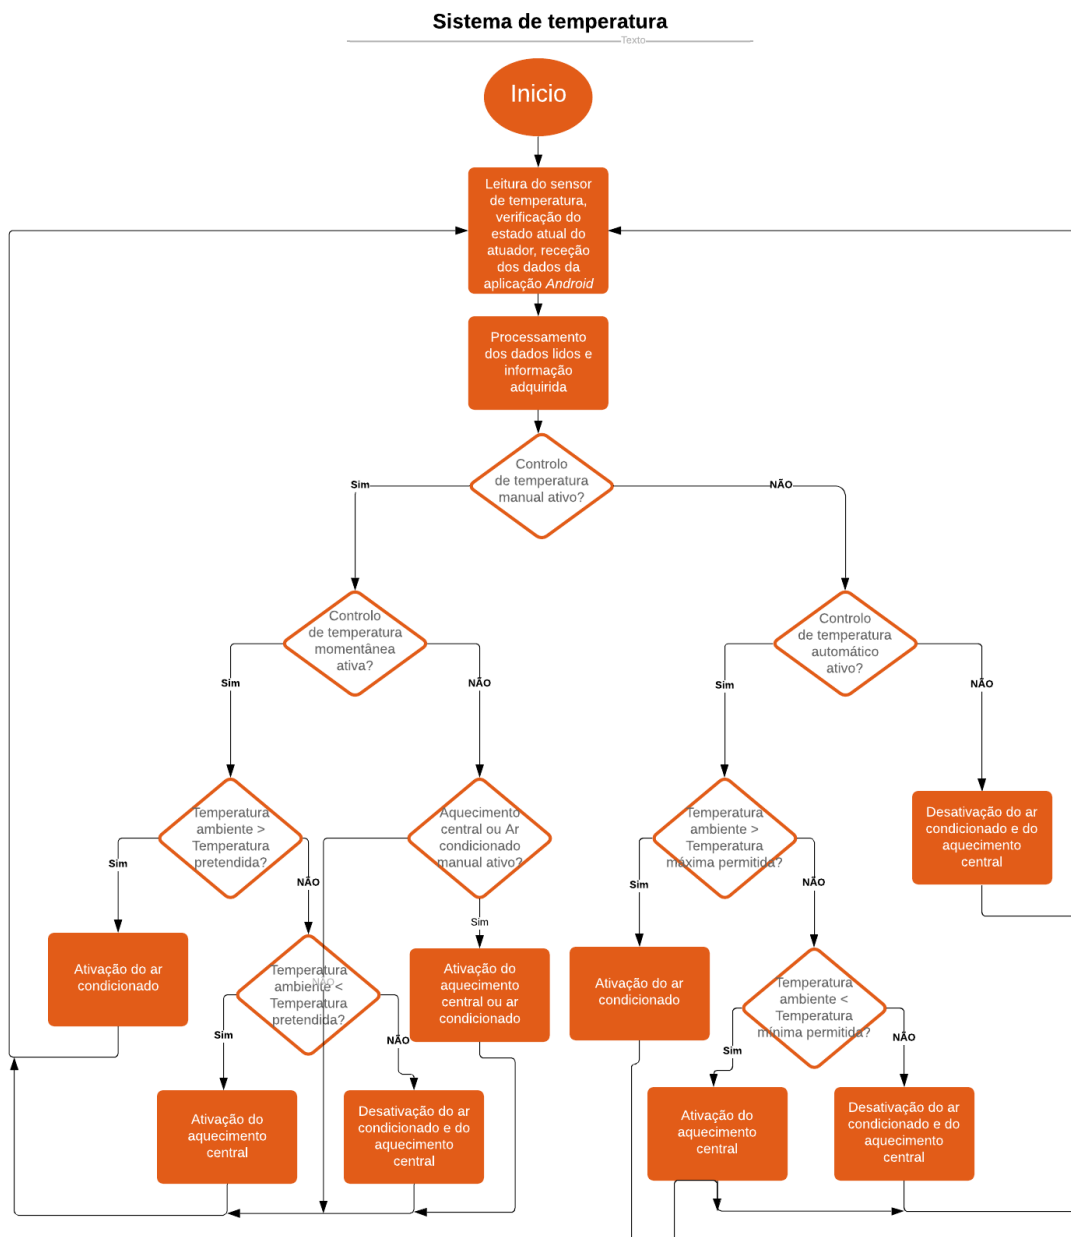 Sistema de temperatura
Texto
Inicio
Leitura do sensor
de temperatura,
verificação do
estado atual do
atuador, receção
dos dados da
aplicação Android
Processamento
dos dados lidos e
informação
adquirida
Controlo
de temperatura
manual ativo?
Sim
NÃO
Controlo
de temperatura
momentânea
ativa?
Controlo
de temperatura
automático
ativo?
Sim
NÃO
Sim
NÃO
Temperatura
ambiente >
Temperatura
pretendida?
Aquecimento
central ou Ar
condicionado
manual ativo?
Temperatura
ambiente >
Temperatura
máxima permitida?
Desativação do ar
condicionado e do
aquecimento
central
Sim
NÃO
Sim
Sim
NÃO
Ativação do ar
condicionado
Temperatura
ambiente <
Temperatura
pretendida?
NÃO
Ativação do
aquecimento
central ou ar
condicionado
Ativação do ar
condicionado
Temperatura
ambiente <
Temperatura
mínima permitida?
Sim
NÃO
Sim
NÃO
Ativação do
aquecimento
central
Desativação do ar
condicionado e do
aquecimento
central
Ativação do
aquecimento
central
Desativação do ar
condicionado e do
aquecimento
central